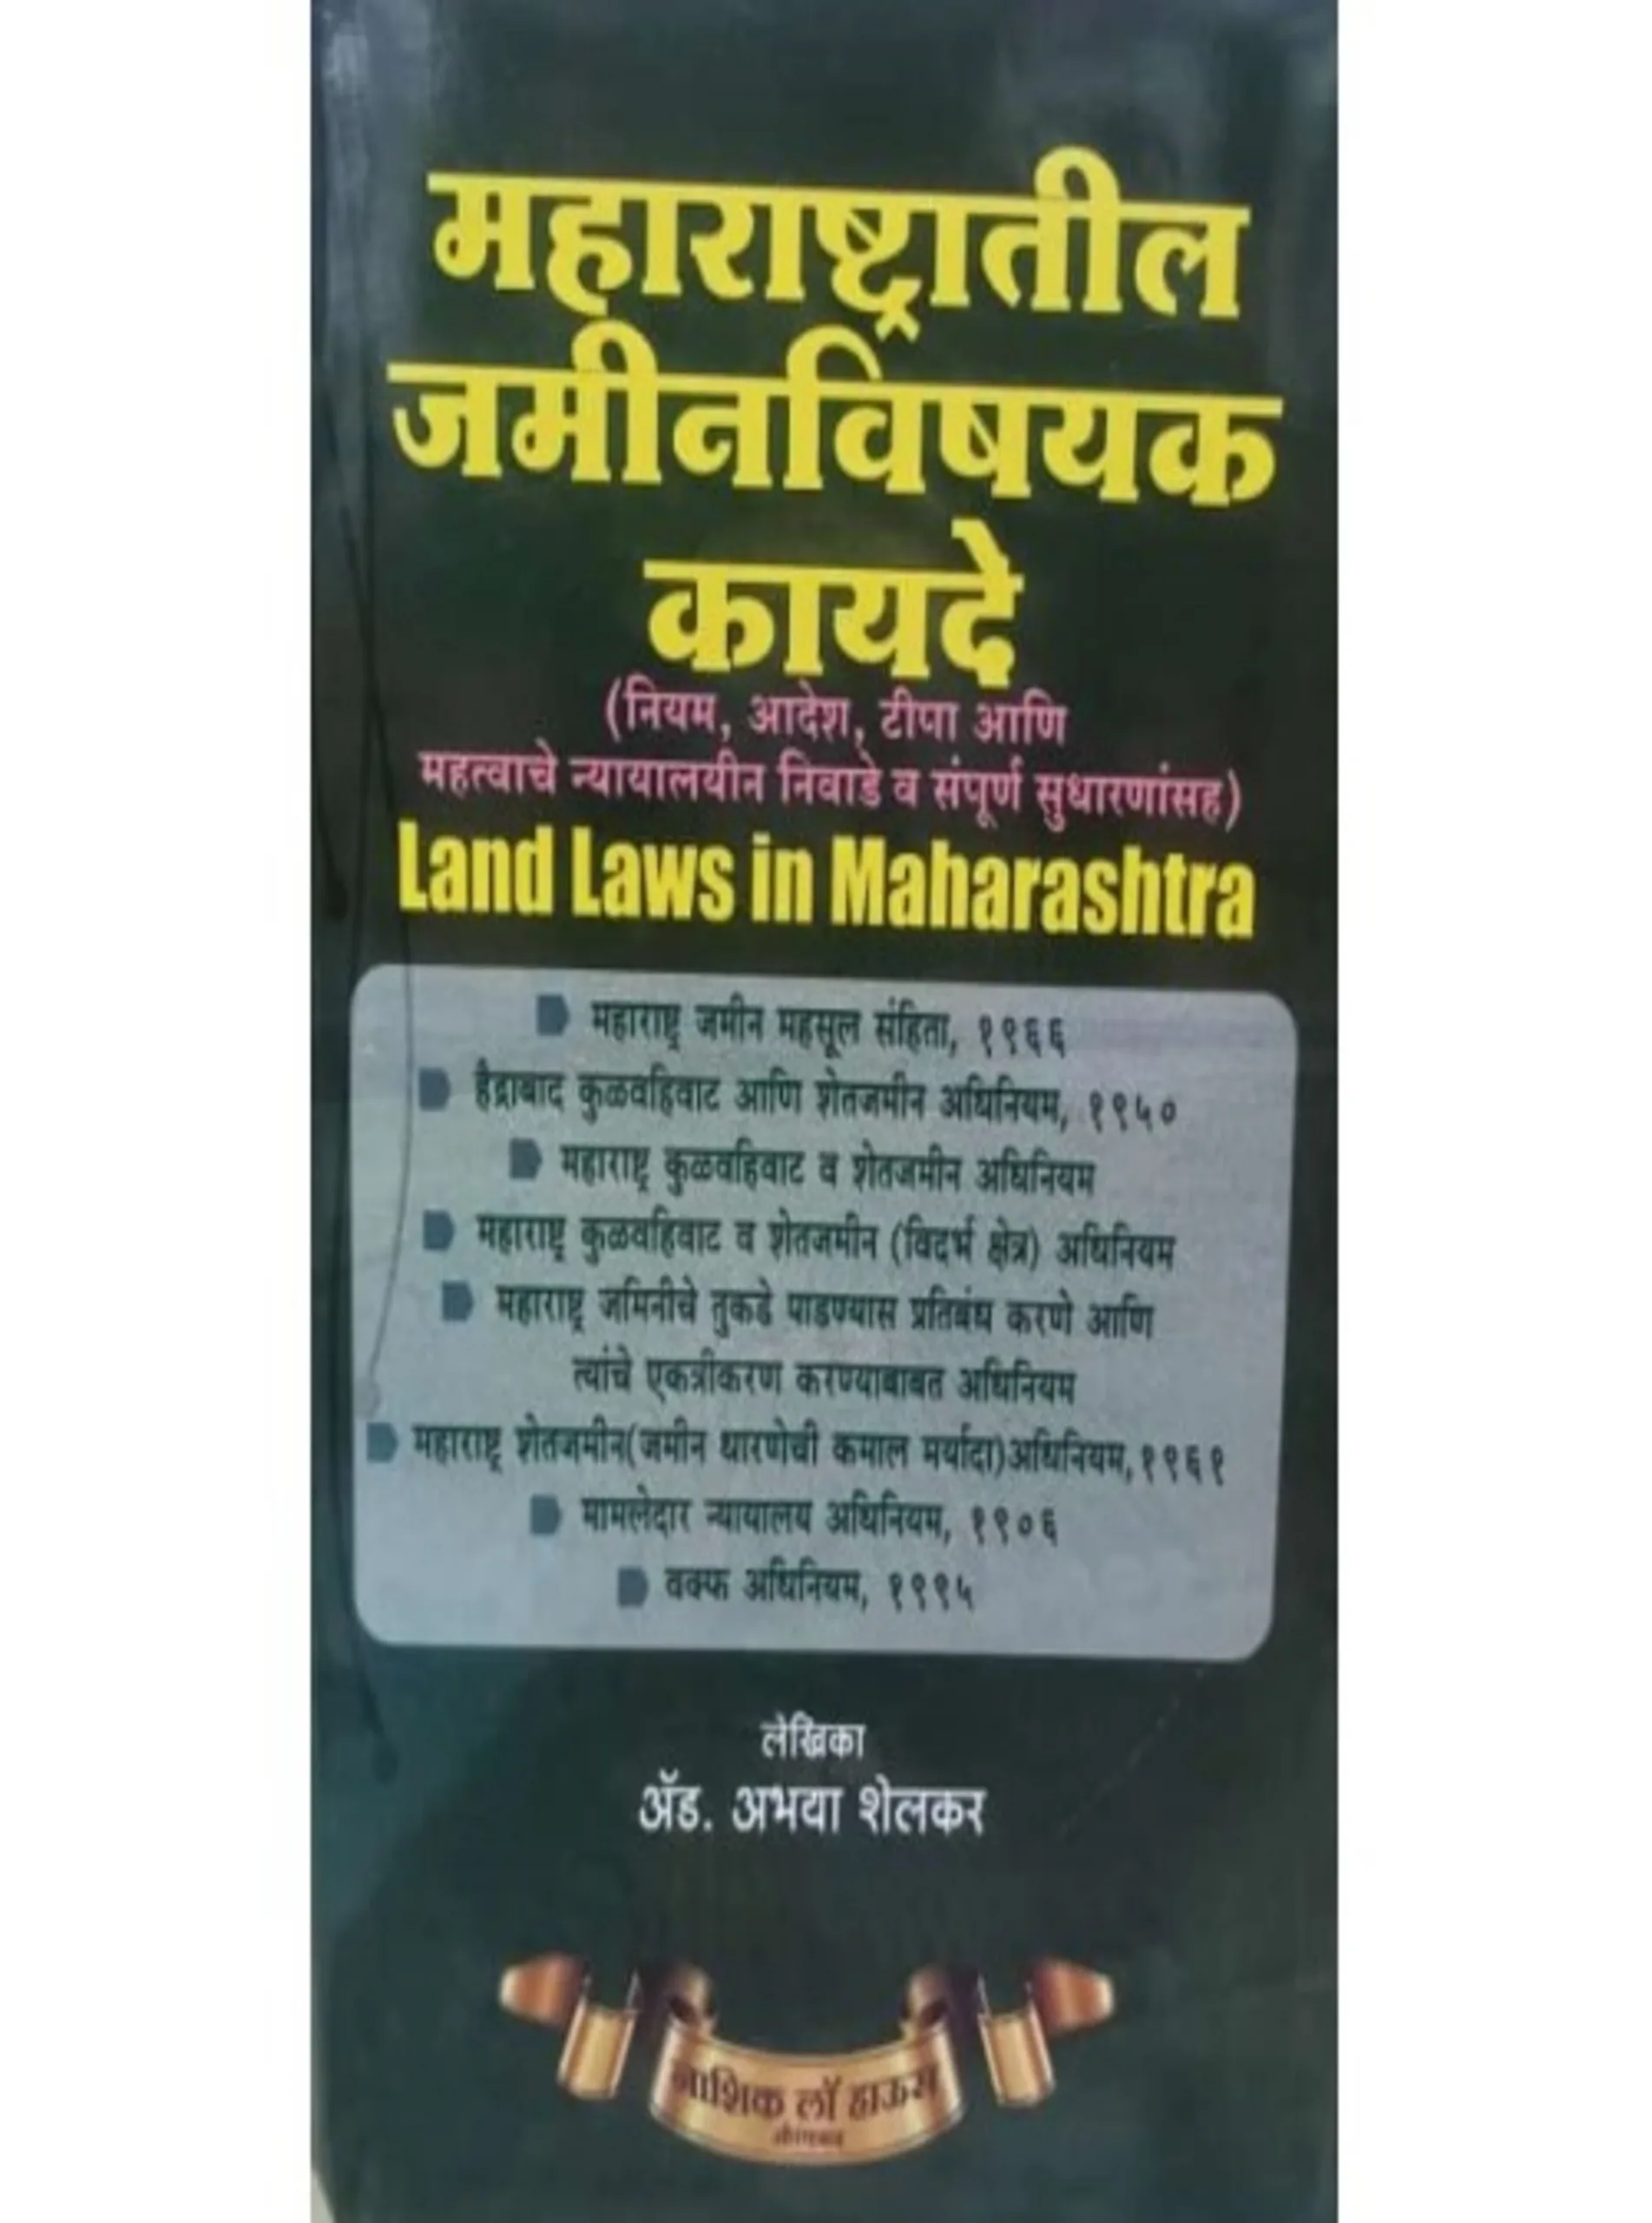 महाराष्ट्रातील
जमीनविषयक
कायदे
(नियम, आदेश, टीपा आणि
महत्वाचे न्यायालयीन निवाडे व संपूर्ण सुधारणांसह)
Land Laws in Maharashtra
महाराष्ट्र जमीन महसूल संहिता, १९६६
हैद्राबाद कुळवहिवाट आणि शेतजमीन अधिनियम, १९५०
महाराष्ट्र कुळवहिवाट व शेतजमीन अधिनियम
महाराष्ट्र कुळवहिवाट व शेतजमीन (विदर्भ क्षेत्र) अधिनियम
महाराष्ट्र जमिनीचे तुकडे पाडण्यास प्रतिबंध करणे आणि
त्यांचे एकत्रीकरण करण्याबाबत अधिनियम
महाराष्ट्र शेतजमीन(जमीन धारणेची कमाल मर्यादा)अधिनियम,१९६१
मामलेदार न्यायालय अधिनियम, १९०६
वक्फ अधिनियम, १९९५
लेखिका
ॲड. अभया शेलकर
नाशिक लॉ हाऊस